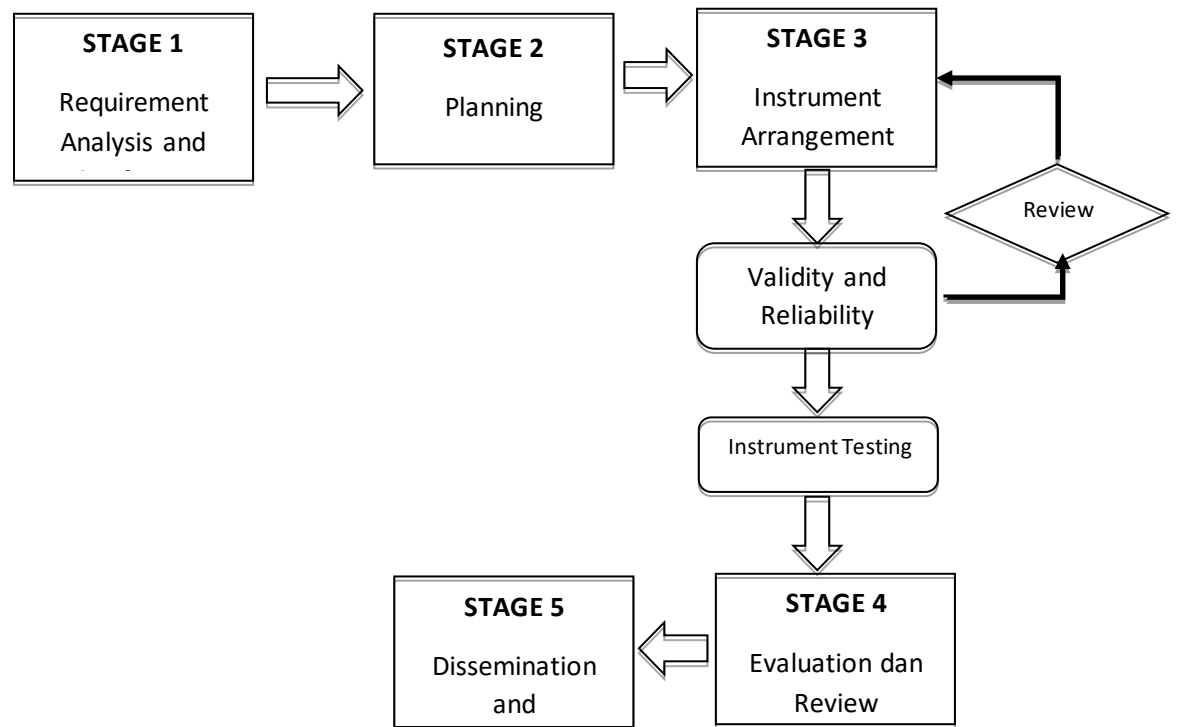 STAGE 1
Requirement
Analysis and
STAGE 2
Planning
STAGE 3
Instrument
Arrangement
Review
Validity and
Reliability
Instrument Testing
STAGE 5
Dissemination
and
STAGE 4
Evaluation dan
Review